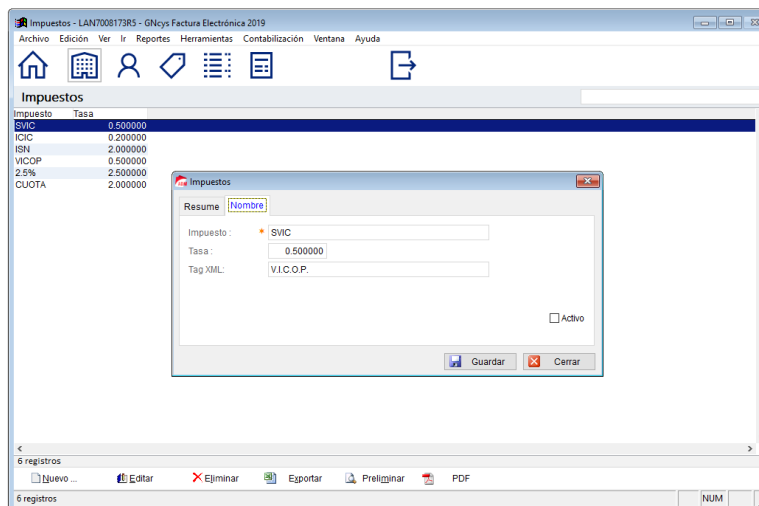 Impuestos - LAN7008173R5 - GNcys Factura Electrónica 2019
Archivo Edición Ver Ir Reportes Herramientas Contabilización Ventana Ayuda
Impuestos
Impuesto Tasa
SVIC 0.500000
ICIC 0.200000
ISN 2.000000
VICOP 0.500000
2.5% 2.500000
CUOTA 2.000000
Impuestos
Resume Nombre
Impuesto : * SVIC
Tasa : 0.500000
Tag XML: V.I.C.O.P.
Activo
Guardar Cerrar
6 registros
Nuevo ... Editar Eliminar Exportar Preliminar PDF
6 registros NUM